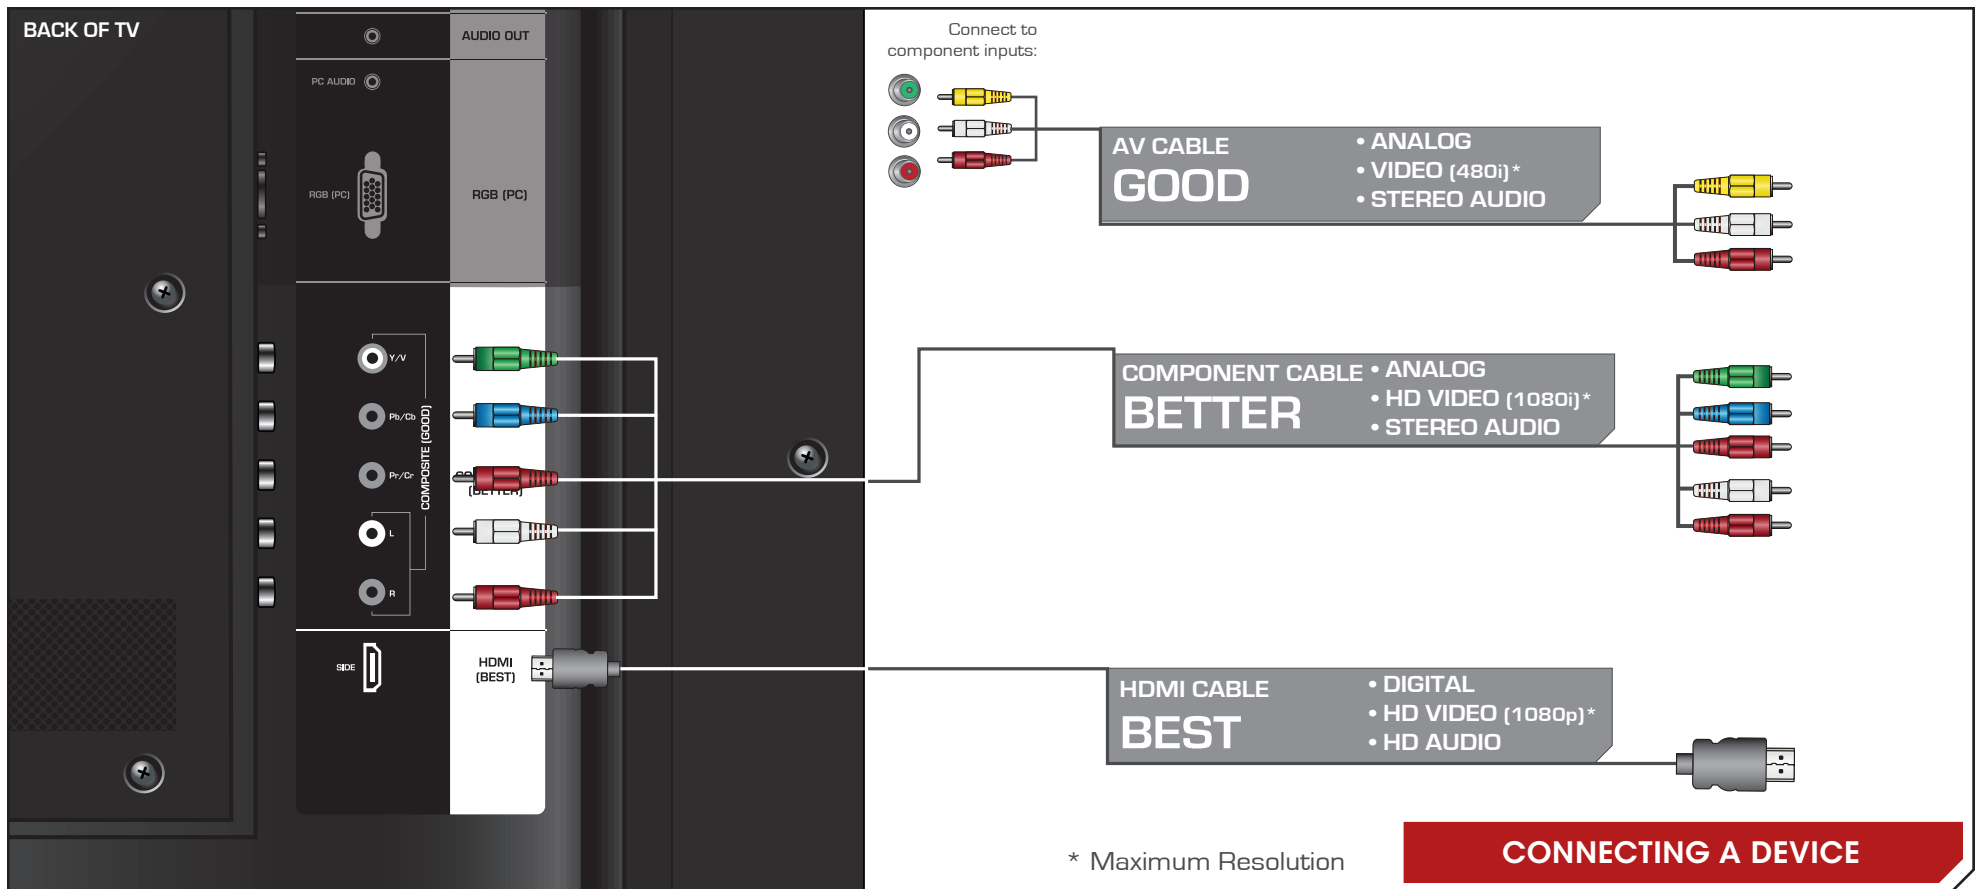 BACK OF TV
AUDIO OUT
PC AUDIO
RGB (PC)
RGB (PC)
Y/V
Pb/Cb
Pr/Cr
L
R
COMPOSITE (GOOD)
(BETTER)
SIDE
HDMI
(BEST)
Connect to
component inputs:
AV CABLE
GOOD
• ANALOG
• VIDEO (480i)*
• STEREO AUDIO
COMPONENT CABLE
BETTER
• ANALOG
• HD VIDEO (1080i)*
• STEREO AUDIO
HDMI CABLE
BEST
• DIGITAL
• HD VIDEO (1080p)*
• HD AUDIO
* Maximum Resolution
CONNECTING A DEVICE